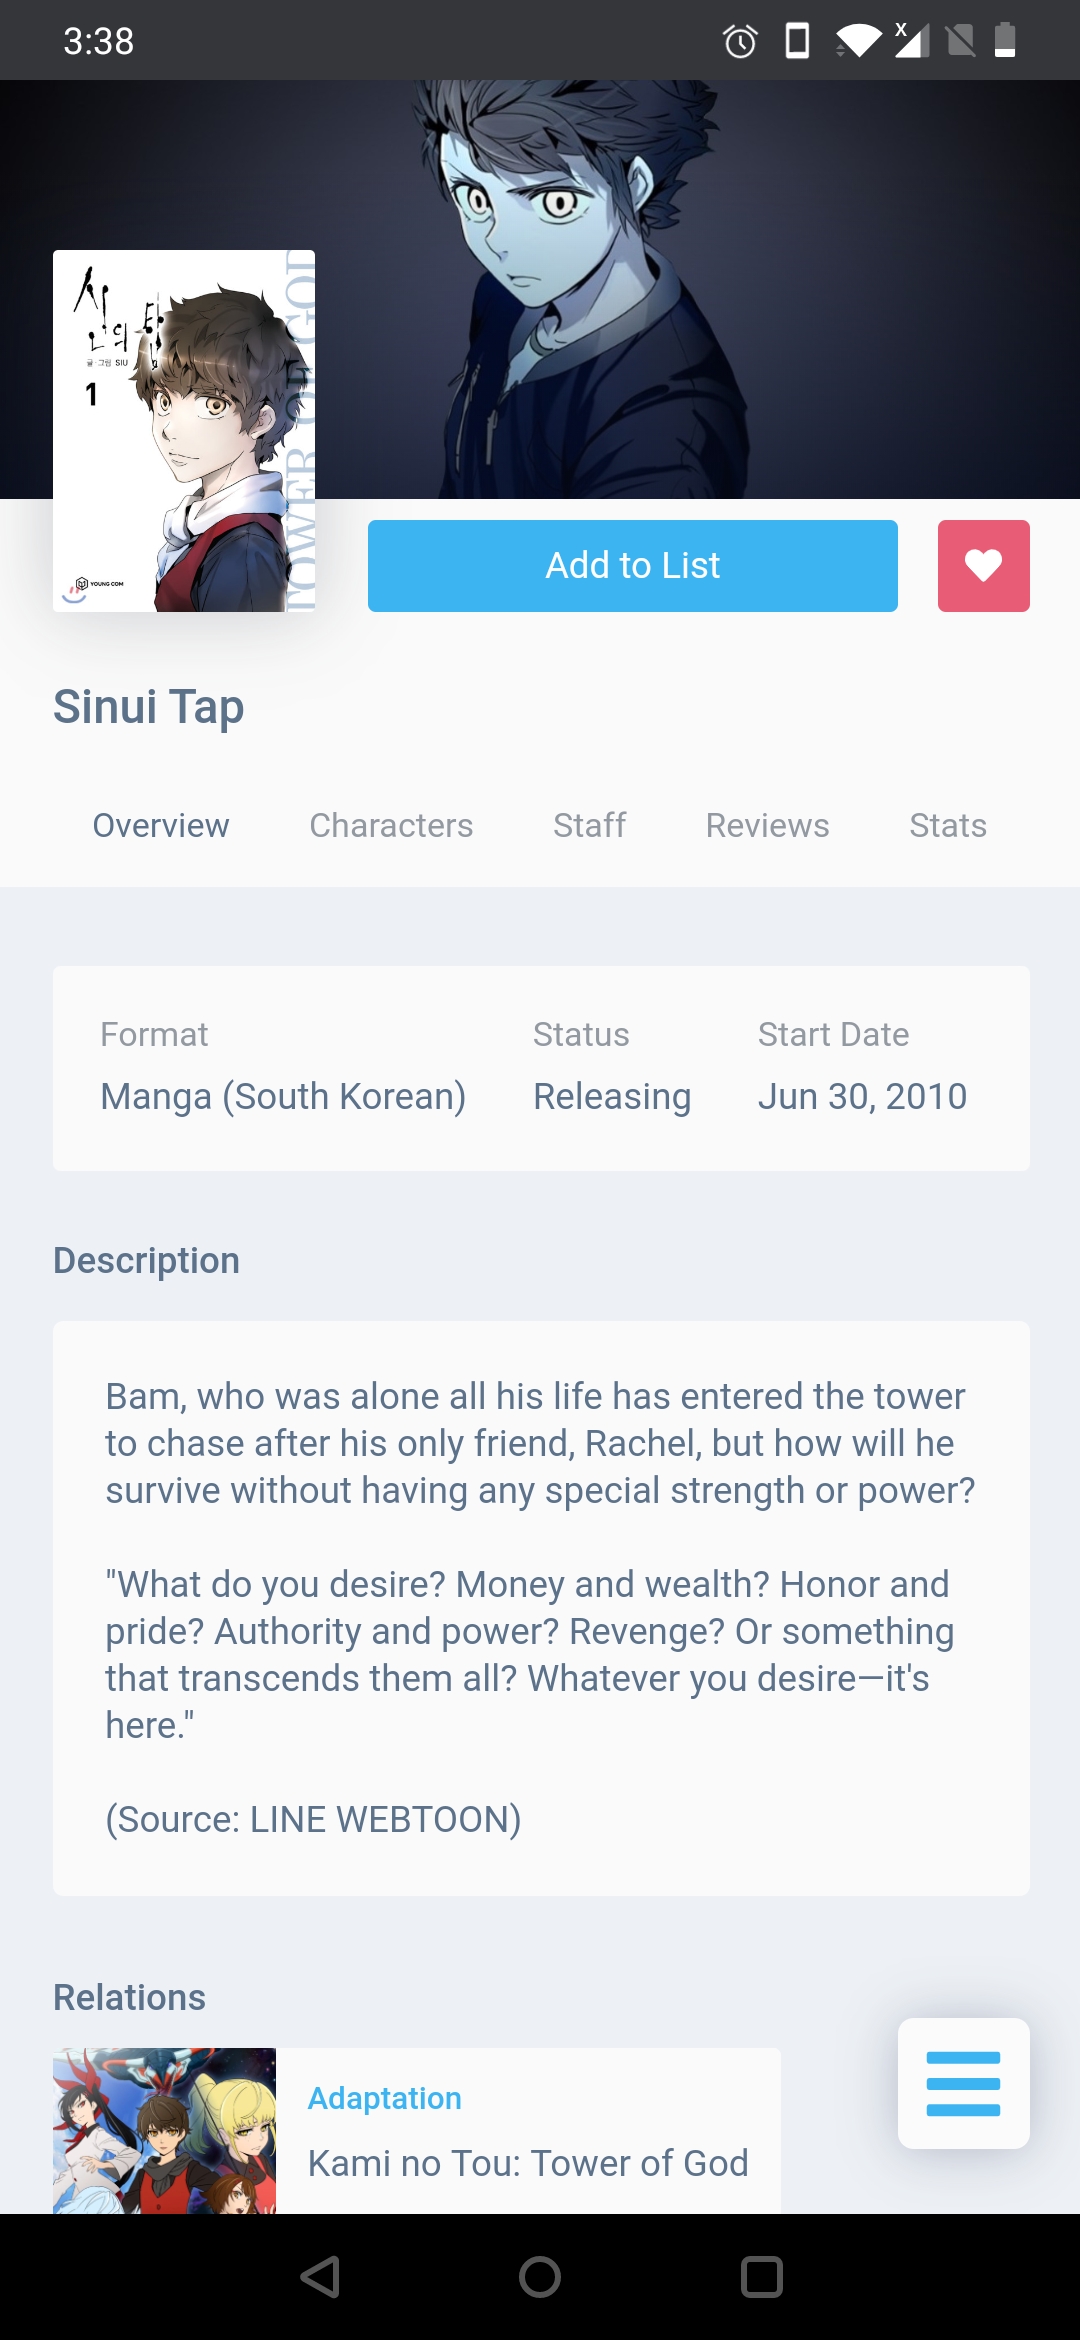 3:38
신의 탑
글·그림 SIU
1
TOWER OF GOD
YOUNG COM
Add to List
Sinui Tap
Overview Characters Staff Reviews Stats
Format Status Start Date
Manga (South Korean) Releasing Jun 30, 2010
Description
Bam, who was alone all his life has entered the tower
to chase after his only friend, Rachel, but how will he
survive without having any special strength or power?
"What do you desire? Money and wealth? Honor and
pride? Authority and power? Revenge? Or something
that transcends them all? Whatever you desire—it's
here."
(Source: LINE WEBTOON)
Relations
Adaptation
Kami no Tou: Tower of God